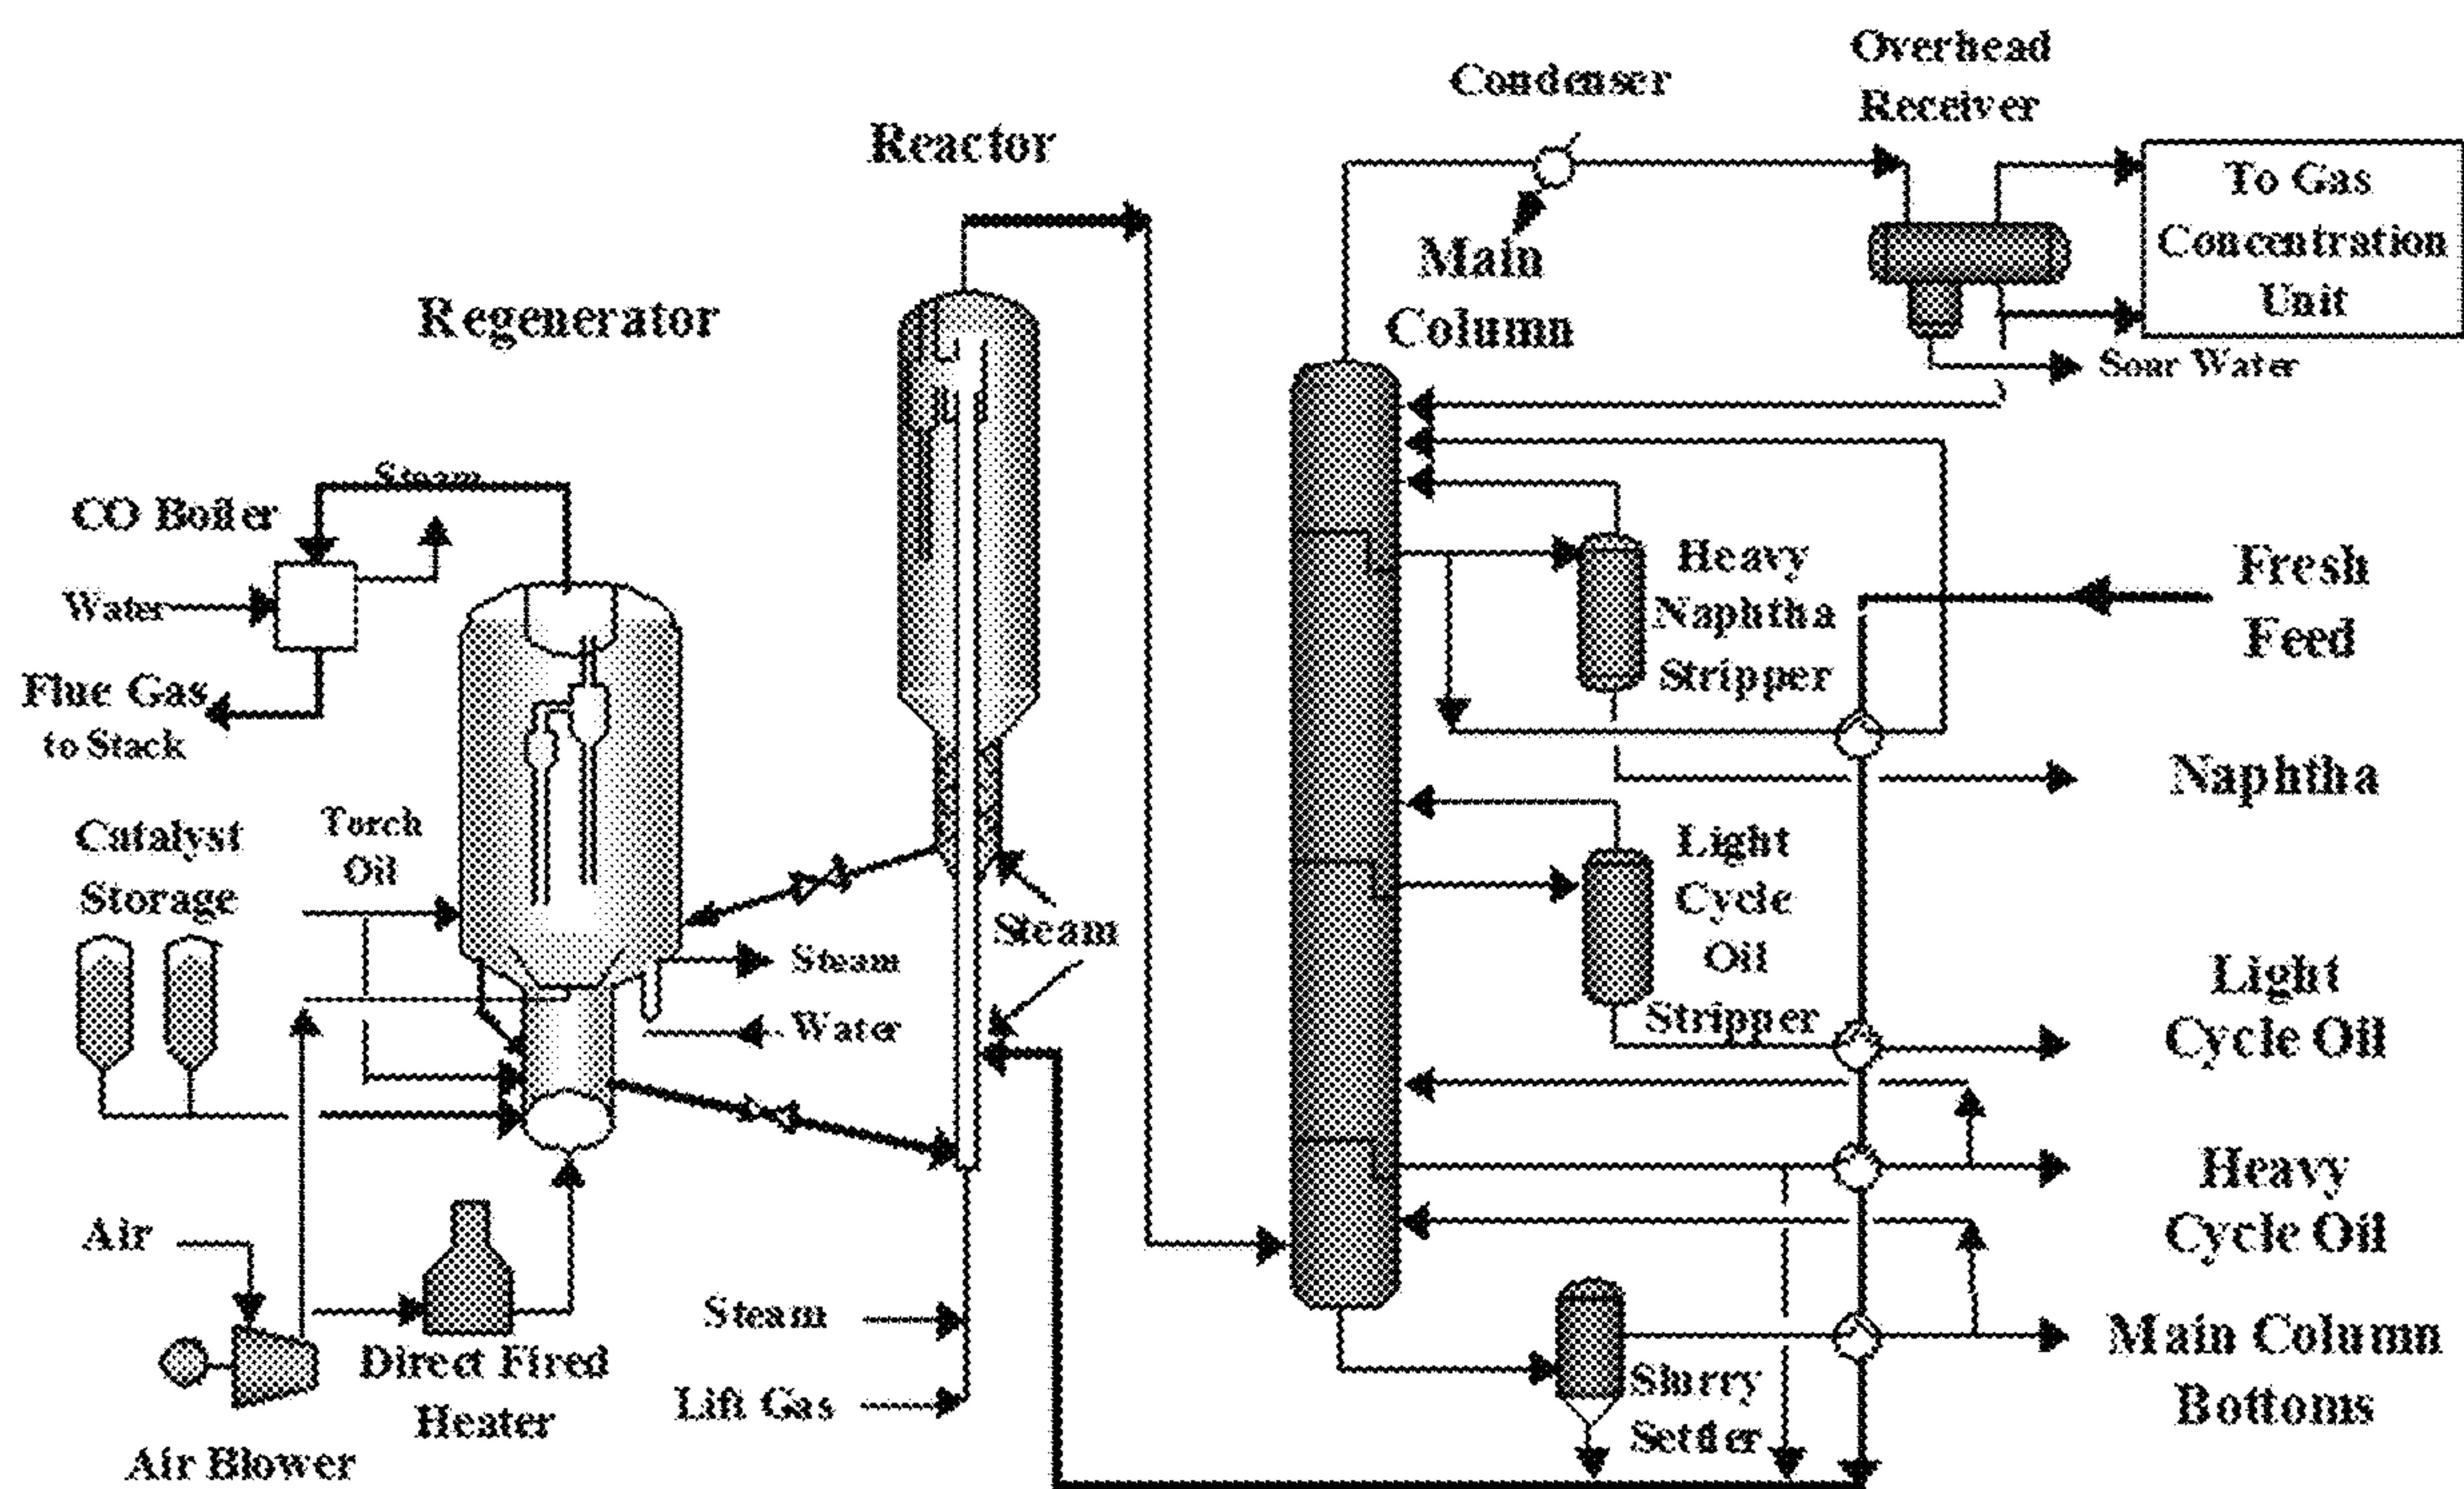 Overhead
Receiver
Condenser
Reactor
To Gas
Concentration
Unit
Main
Column
Regenerator
Sour Water
Steam
CO Boiler
Water
Flue Gas
to Stack
Heavy
Naphtha
Stripper
Fresh
Feed
Naphtha
Catalyst
Storage
Torch
Oil
Light
Cycle
Oil
Stripper
Steam
Steam
Water
Light
Cycle Oil
Heavy
Cycle Oil
Air
Steam
Lift Gas
Direct Fired
Heater
Air Blower
Slurry
Settler
Main Column
Bottoms